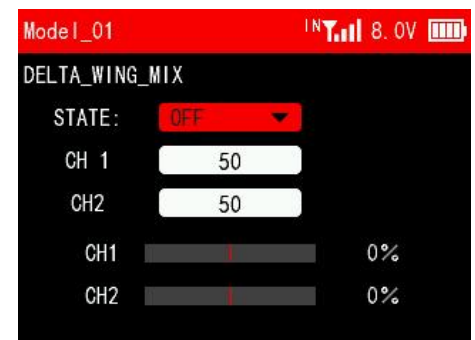 Model_01 IN 8.0V
DELTA_WING_MIX
STATE: OFF
CH 1 50
CH2 50
CH1 0%
CH2 0%